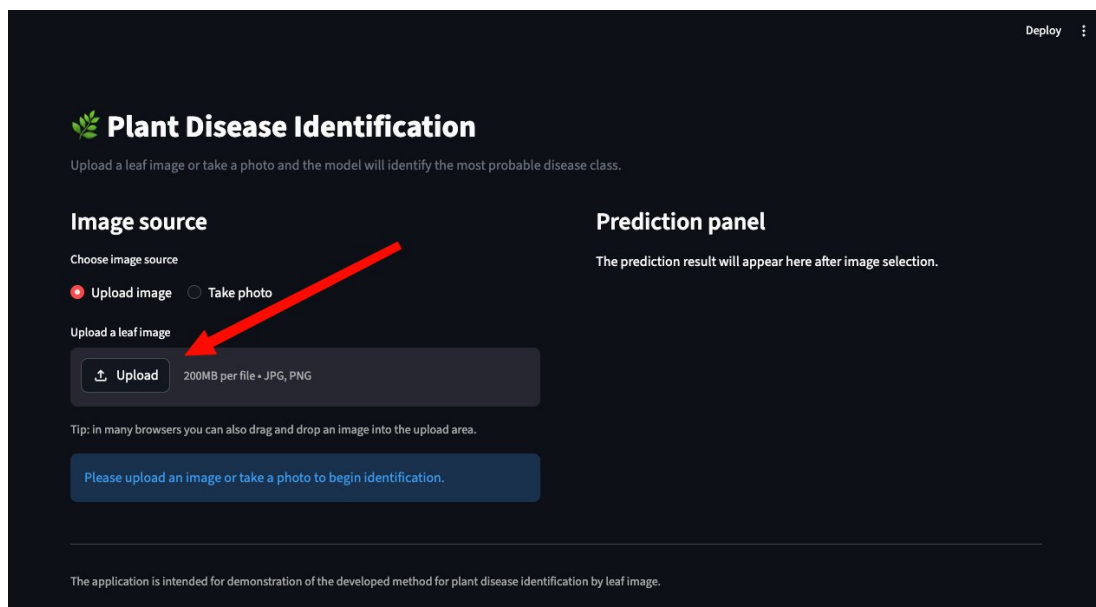 Deploy
Plant Disease Identification
Upload a leaf image or take a photo and the model will identify the most probable disease class.
Image source
Choose image source
Upload image
Take photo
Upload a leaf image
Upload
200MB per file • JPG, PNG
Tip: in many browsers you can also drag and drop an image into the upload area.
Please upload an image or take a photo to begin identification.
Prediction panel
The prediction result will appear here after image selection.
The application is intended for demonstration of the developed method for plant disease identification by leaf image.